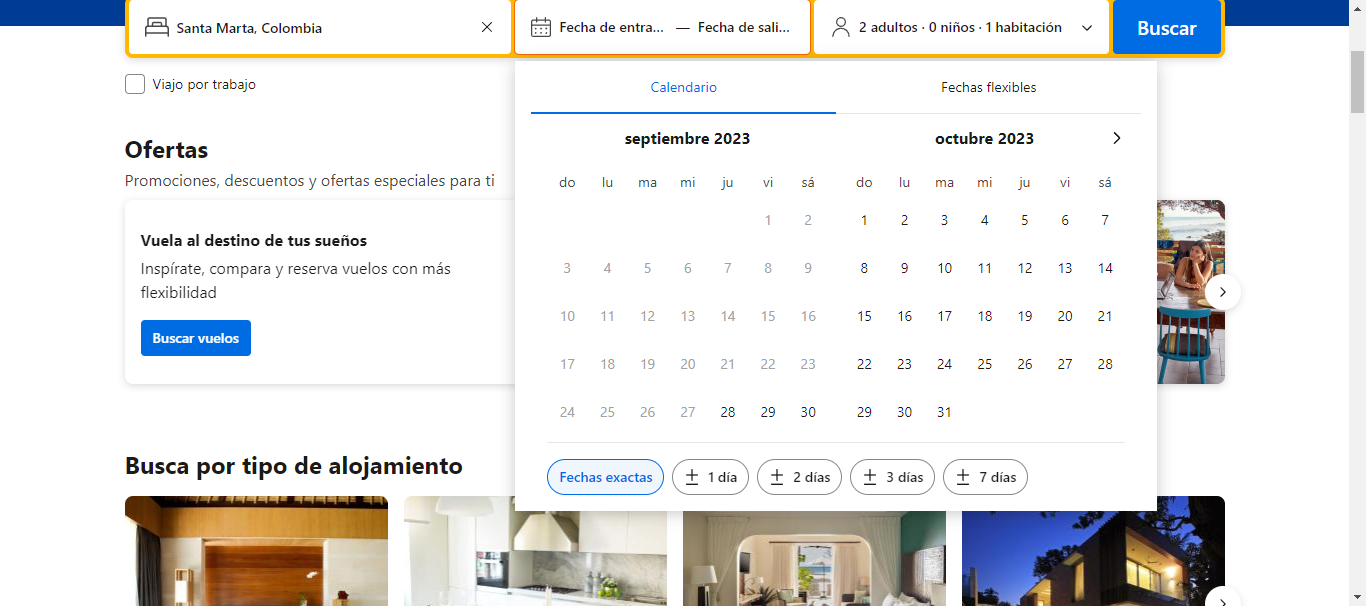 Santa Marta, Colombia
Fecha de entra... — Fecha de sali...
2 adultos · 0 niños · 1 habitación
Buscar
Viajo por trabajo
Calendario
Fechas flexibles
septiembre 2023
do lu ma mi ju vi sá
1 2
3 4 5 6 7 8 9
10 11 12 13 14 15 16
17 18 19 20 21 22 23
24 25 26 27 28 29 30
octubre 2023
do lu ma mi ju vi sá
1 2 3 4 5 6 7
8 9 10 11 12 13 14
15 16 17 18 19 20 21
22 23 24 25 26 27 28
29 30 31
Fechas exactas
± 1 día
± 2 días
± 3 días
± 7 días
Ofertas
Promociones, descuentos y ofertas especiales para ti
Vuela al destino de tus sueños
Inspírate, compara y reserva vuelos con más
flexibilidad
Buscar vuelos
Busca por tipo de alojamiento